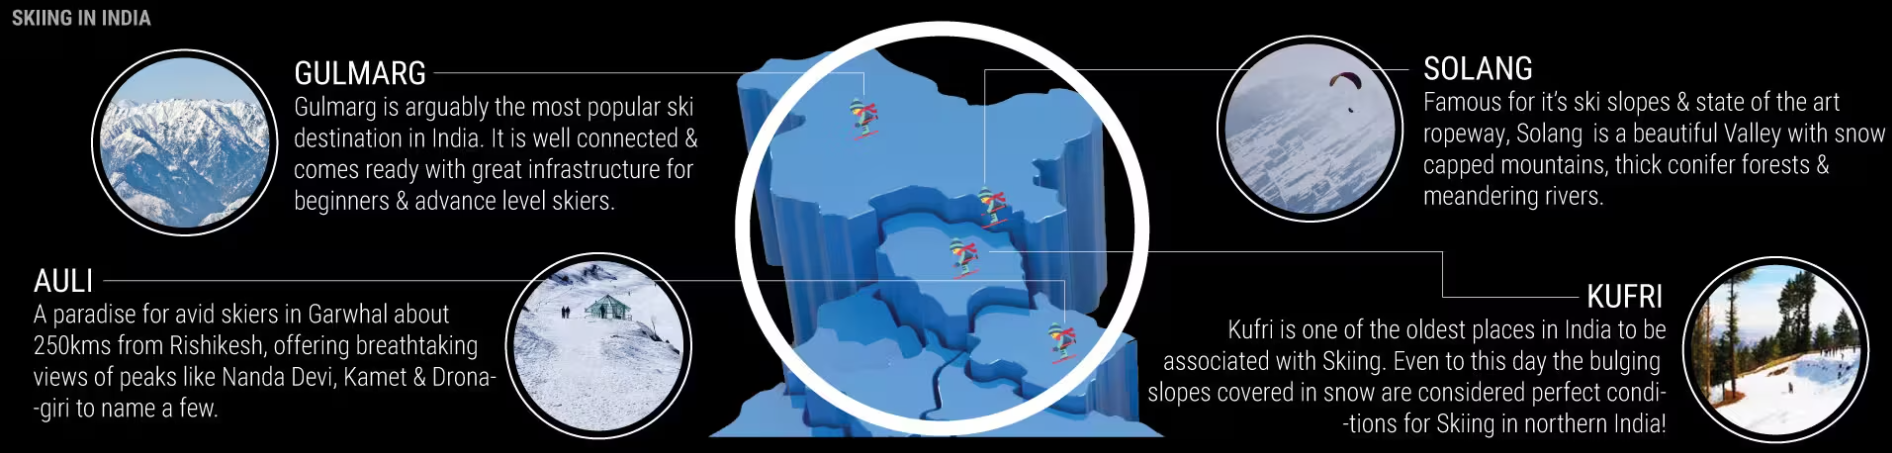 SKIING IN INDIA
GULMARG
Gulmarg is arguably the most popular ski
destination in India. It is well connected &
comes ready with great infrastructure for
beginners & advance level skiers.
AULI
A paradise for avid skiers in Garwhal about
250kms from Rishikesh, offering breathtaking
views of peaks like Nanda Devi, Kamet & Drona-
-giri to name a few.
SOLANG
Famous for it's ski slopes & state of the art
ropeway, Solang is a beautiful Valley with snow
capped mountains, thick conifer forests &
meandering rivers.
KUFRI
Kufri is one of the oldest places in India to be
associated with Skiing. Even to this day the bulging
slopes covered in snow are considered perfect condi-
-tions for Skiing in northern India!